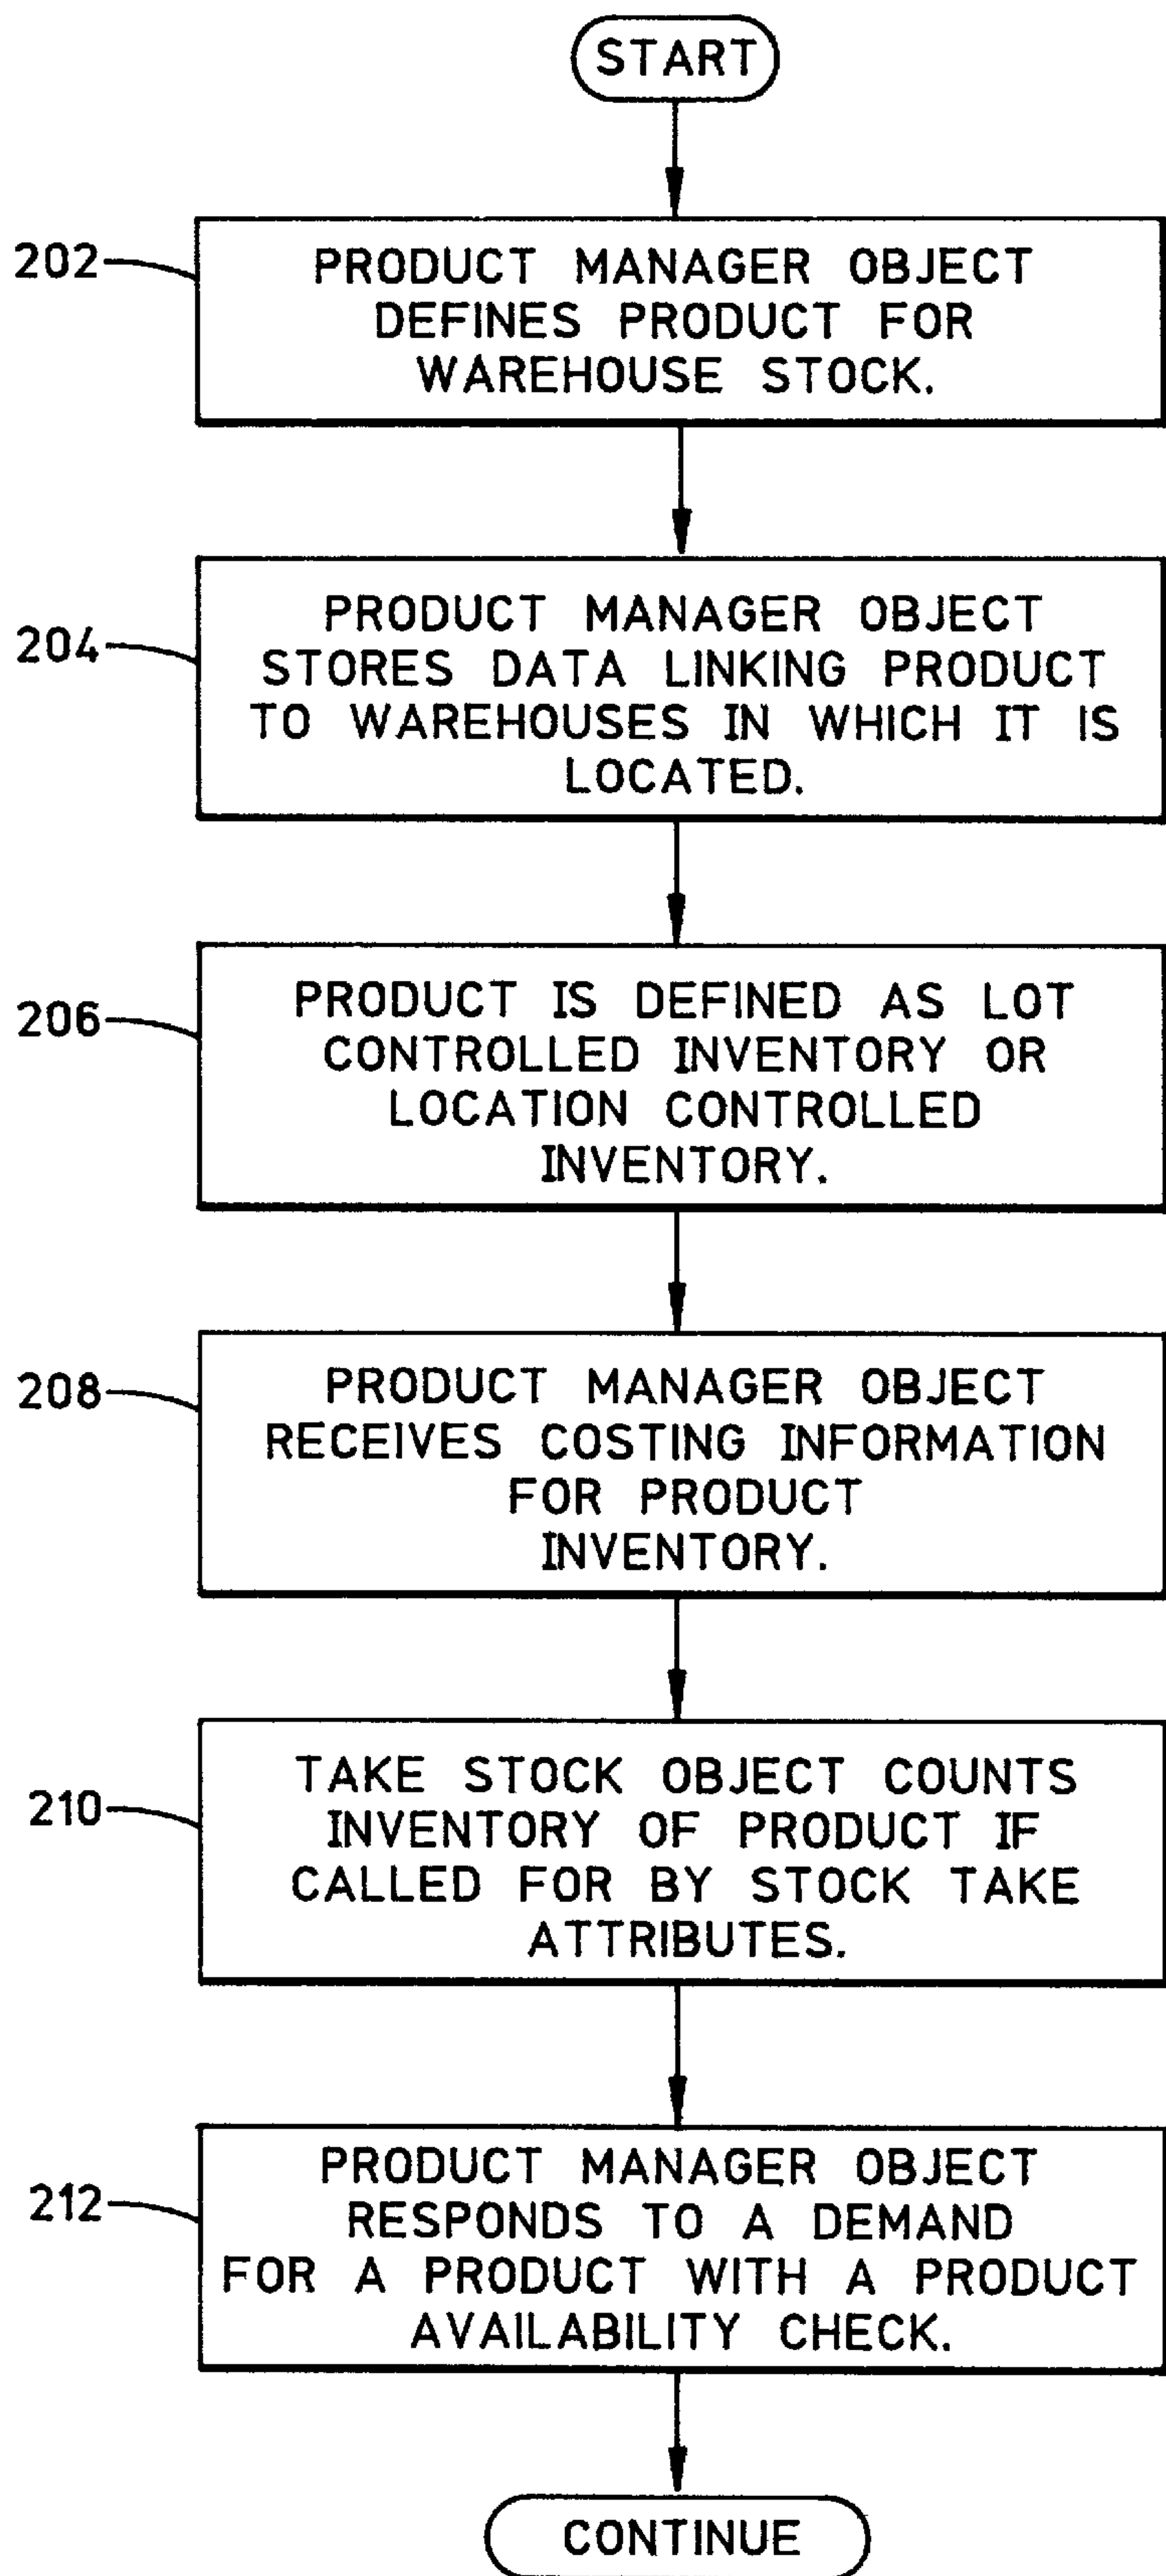 START
202
PRODUCT MANAGER OBJECT
DEFINES PRODUCT FOR
WAREHOUSE STOCK.
204
PRODUCT MANAGER OBJECT
STORES DATA LINKING PRODUCT
TO WAREHOUSES IN WHICH IT IS
LOCATED.
206
PRODUCT IS DEFINED AS LOT
CONTROLLED INVENTORY OR
LOCATION CONTROLLED
INVENTORY.
208
PRODUCT MANAGER OBJECT
RECEIVES COSTING INFORMATION
FOR PRODUCT
INVENTORY.
210
TAKE STOCK OBJECT COUNTS
INVENTORY OF PRODUCT IF
CALLED FOR BY STOCK TAKE
ATTRIBUTES.
212
PRODUCT MANAGER OBJECT
RESPONDS TO A DEMAND
FOR A PRODUCT WITH A PRODUCT
AVAILABILITY CHECK.
CONTINUE